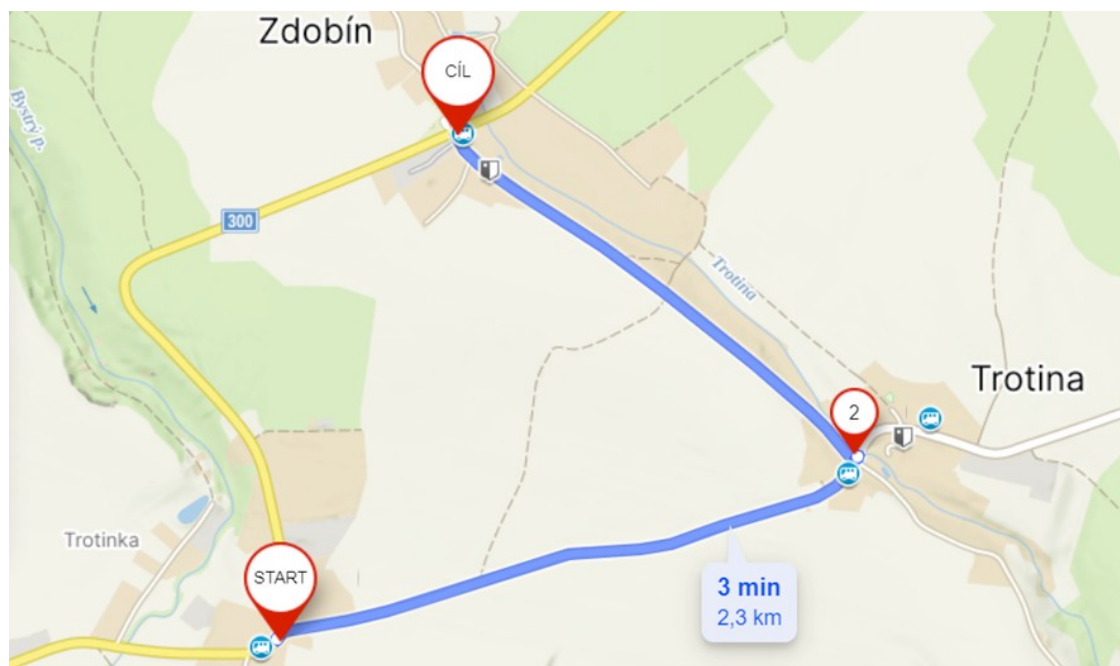 Zdobín
CÍL
Bystrý p.
300
Trotina
Trotina
2
Trotinka
START
3 min
2,3 km